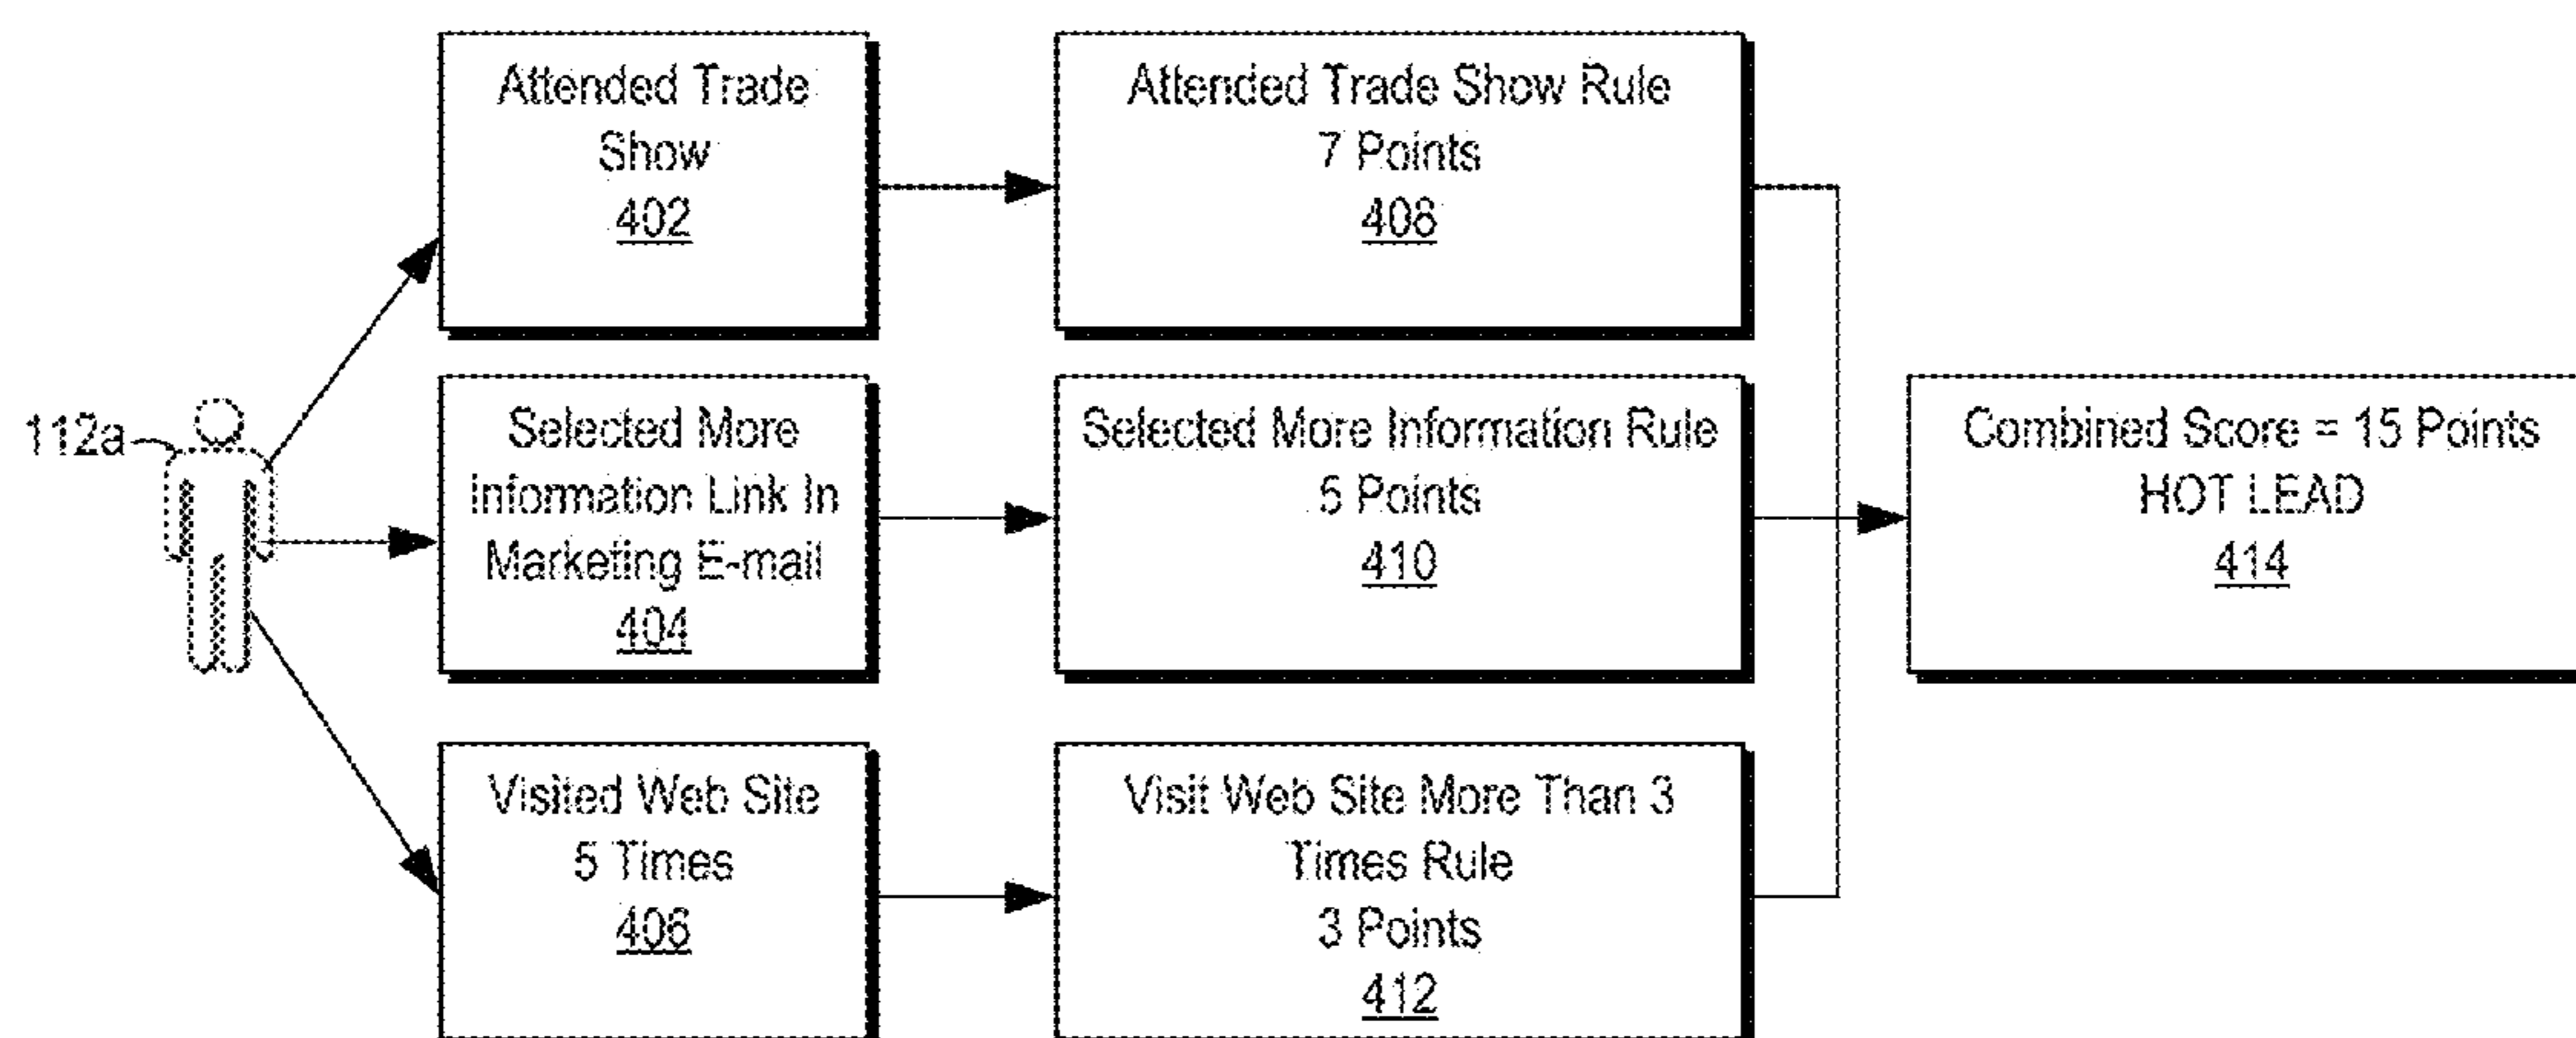 Attended Trade
Show
402
Attended Trade Show Rule
7 Points
408
112a
Selected More
Information Link In
Marketing E-mail
404
Selected More Information Rule
5 Points
410
Combined Score = 15 Points
HOT LEAD
414
Visited Web Site
5 Times
406
Visit Web Site More Than 3
Times Rule
3 Points
412